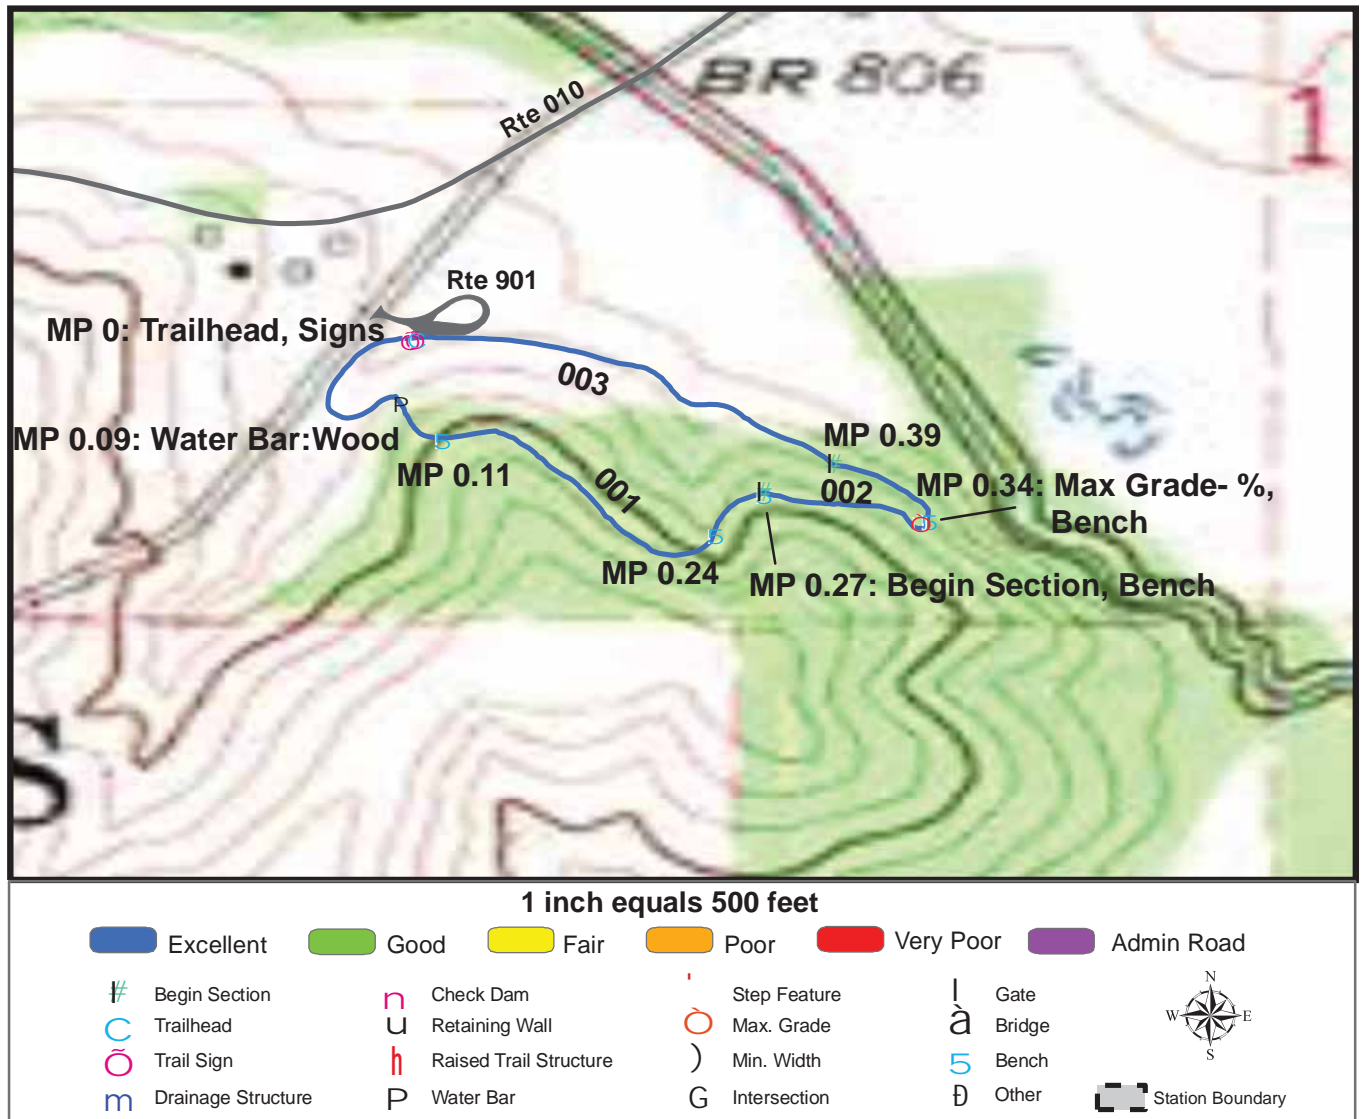 BR 806
Rte 010
1
Rte 901
MP 0: Trailhead, Signs
003
MP 0.09: Water Bar:Wood
MP 0.39
MP 0.11
001
002
MP 0.34: Max Grade- %,
Bench
MP 0.24
MP 0.27: Begin Section, Bench
S
1 inch equals 500 feet
Excellent
Good
Fair
Poor
Very Poor
Admin Road
Begin Section
n Check Dam
Step Feature
Gate
C Trailhead
u Retaining Wall
Ò Max. Grade
à Bridge
Õ Trail Sign
h Raised Trail Structure
) Min. Width
5 Bench
m Drainage Structure
P Water Bar
G Intersection
Đ Other
Station Boundary
N
W E
S